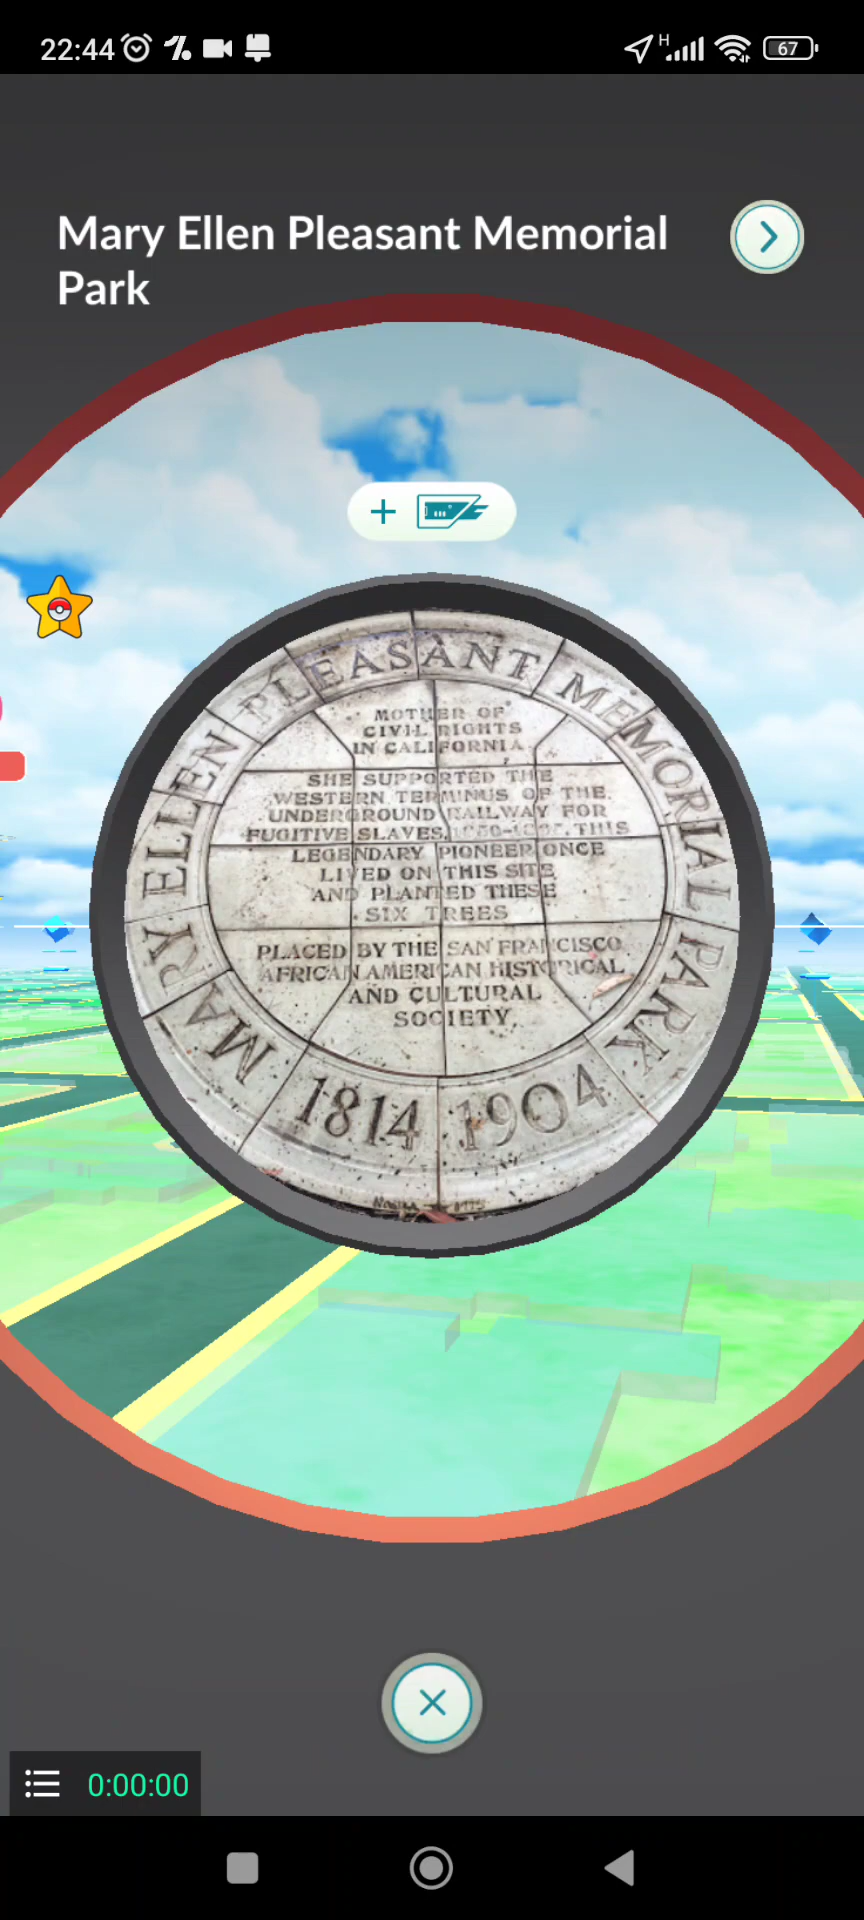 22:44
H
67
Mary Ellen Pleasant Memorial
Park
MARY ELLEN PLEASANT MEMORIAL PARK
MOTHER OF
CIVIL RIGHTS
IN CALIFORNIA
SHE SUPPORTED THE
WESTERN TERMINUS OF THE
UNDERGROUND RAILWAY FOR
FUGITIVE SLAVES, THIS
LEGENDARY PIONEER ONCE
LIVED ON THIS SITE
AND PLANTED THESE
SIX TREES
PLACED BY THE SAN FRANCISCO
AFRICAN AMERICAN HISTORICAL
AND CULTURAL
SOCIETY
1814 1904
0:00:00